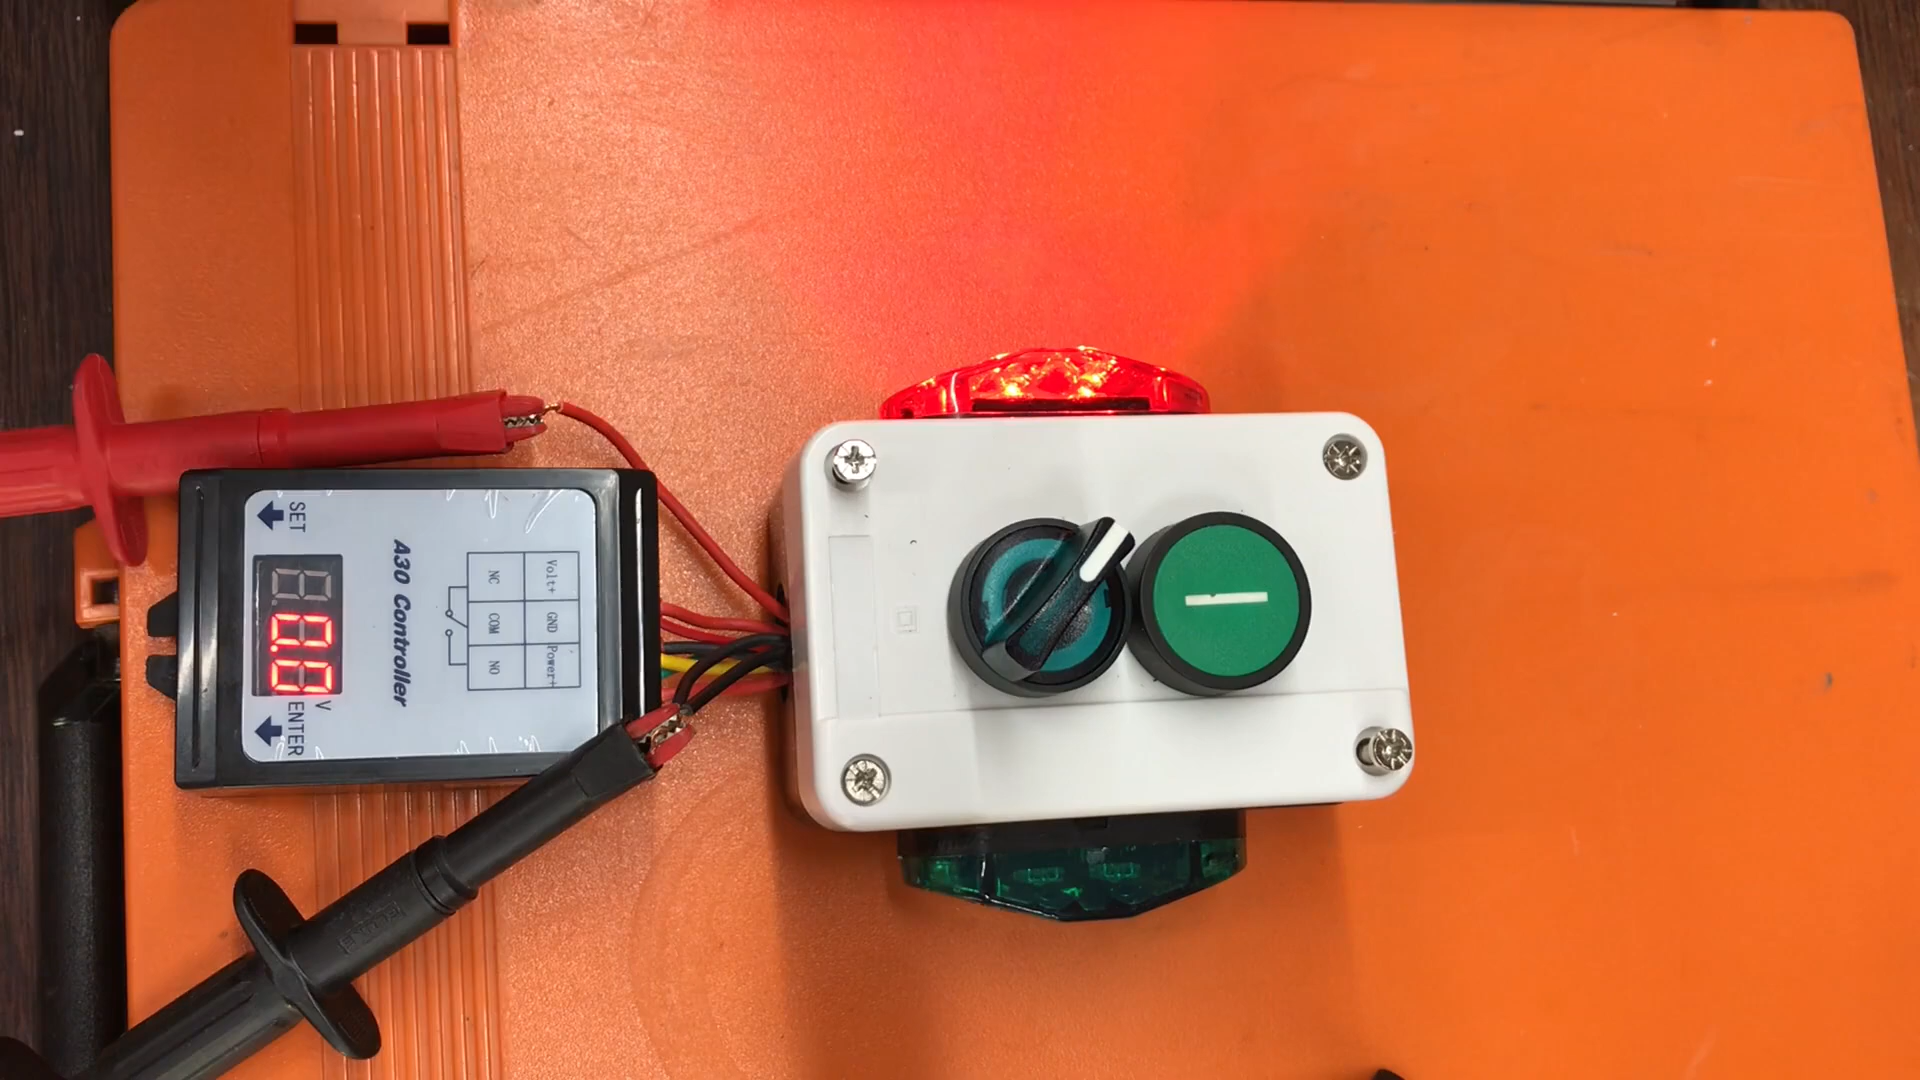 SET
0.0
V
ENTER
A30 Controller
Volt+ GND Power+
NC COM NO